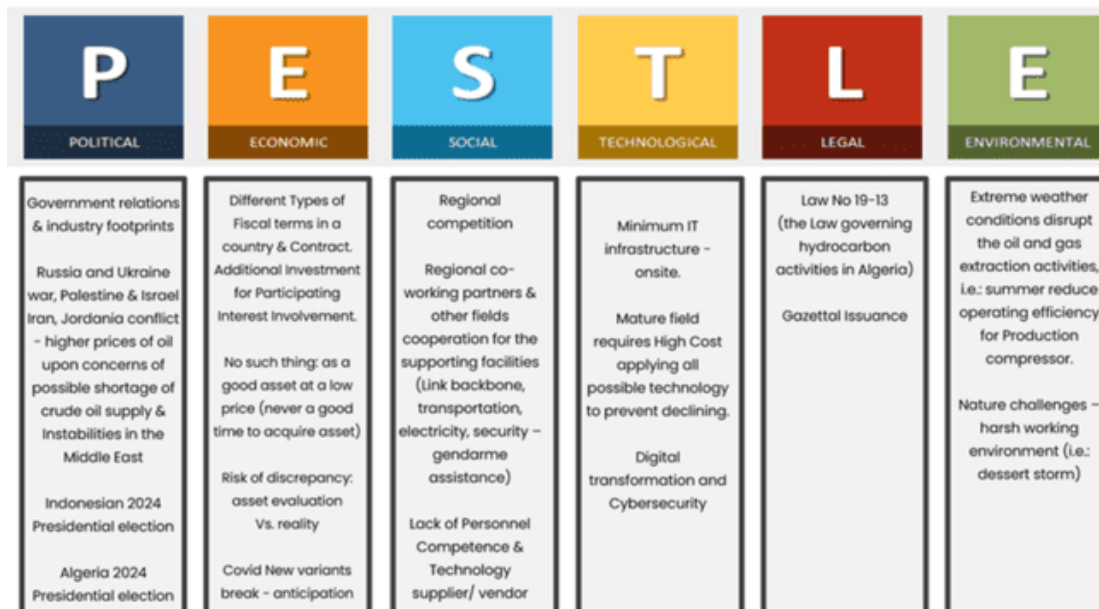 P
POLITICAL
E
ECONOMIC
S
SOCIAL
T
TECHNOLOGICAL
L
LEGAL
E
ENVIRONMENTAL
Government relations
& industry footprints
Russia and Ukraine
war, Palestine & Israel
Iran, Jordania conflict
- higher prices of oil
upon concerns of
possible shortage of
crude oil supply &
Instabilities in the
Middle East
Indonesian 2024
Presidential election
Algeria 2024
Presidential election
Different Types of
Fiscal terms in a
country & Contract.
Additional Investment
for Participating
Interest Involvement.
No such thing: as a
good asset at a low
price (never a good
time to acquire asset)
Risk of discrepancy:
asset evaluation
Vs. reality
Covid New variants
break - anticipation
Regional
competition
Regional co-
working partners &
other fields
cooperation for the
supporting facilities
(Link backbone,
transportation,
electricity, security –
gendarme
assistance)
Lack of Personnel
Competence &
Technology
supplier/ vendor
Minimum IT
infrastructure -
onsite.
Mature field
requires High Cost
applying all
possible technology
to prevent declining.
Digital
transformation and
Cybersecurity
Law No 19-13
(the Law governing
hydrocarbon
activities in Algeria)
Gazettal Issuance
Extreme weather
conditions disrupt
the oil and gas
extraction activities,
i.e.: summer reduce
operating efficiency
for Production
compressor.
Nature challenges –
harsh working
environment (i.e.:
dessert storm)